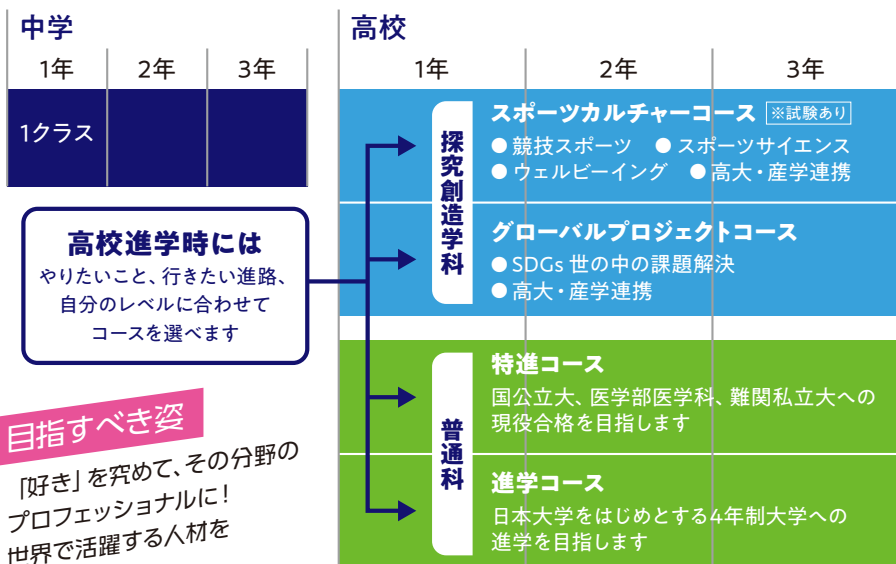 中学
1年 2年 3年
1クラス
高校進学時には
やりたいこと、行きたい進路、
自分のレベルに合わせて
コースを選べます
目指すべき姿
「好き」を究めて、その分野の
プロフェッショナルに!
世界で活躍する人材を
高校
1年 2年 3年
探究創造学科
スポーツカルチャーコース ※試験あり
●競技スポーツ ●スポーツサイエンス
●ウェルビーイング ●高大・産学連携
グローバルプロジェクトコース
●SDGs 世の中の課題解決
●高大・産学連携
普通科
特進コース
国公立大、医学部医学科、難関私立大への
現役合格を目指します
進学コース
日本大学をはじめとする4年制大学への
進学を目指します